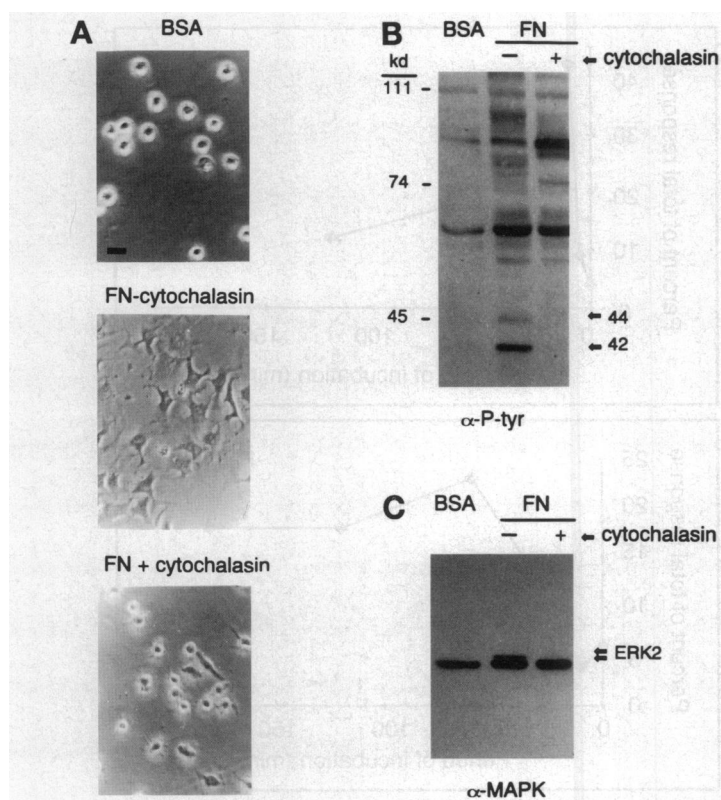 A
BSA
FN-cytochalasin
FN + cytochalasin
B
BSA FN
kd − + ← cytochalasin
111 -
74 -
45 - ← 44
← 42
α-P-tyr
C
BSA FN
− + ← cytochalasin
ERK2
α-MAPK